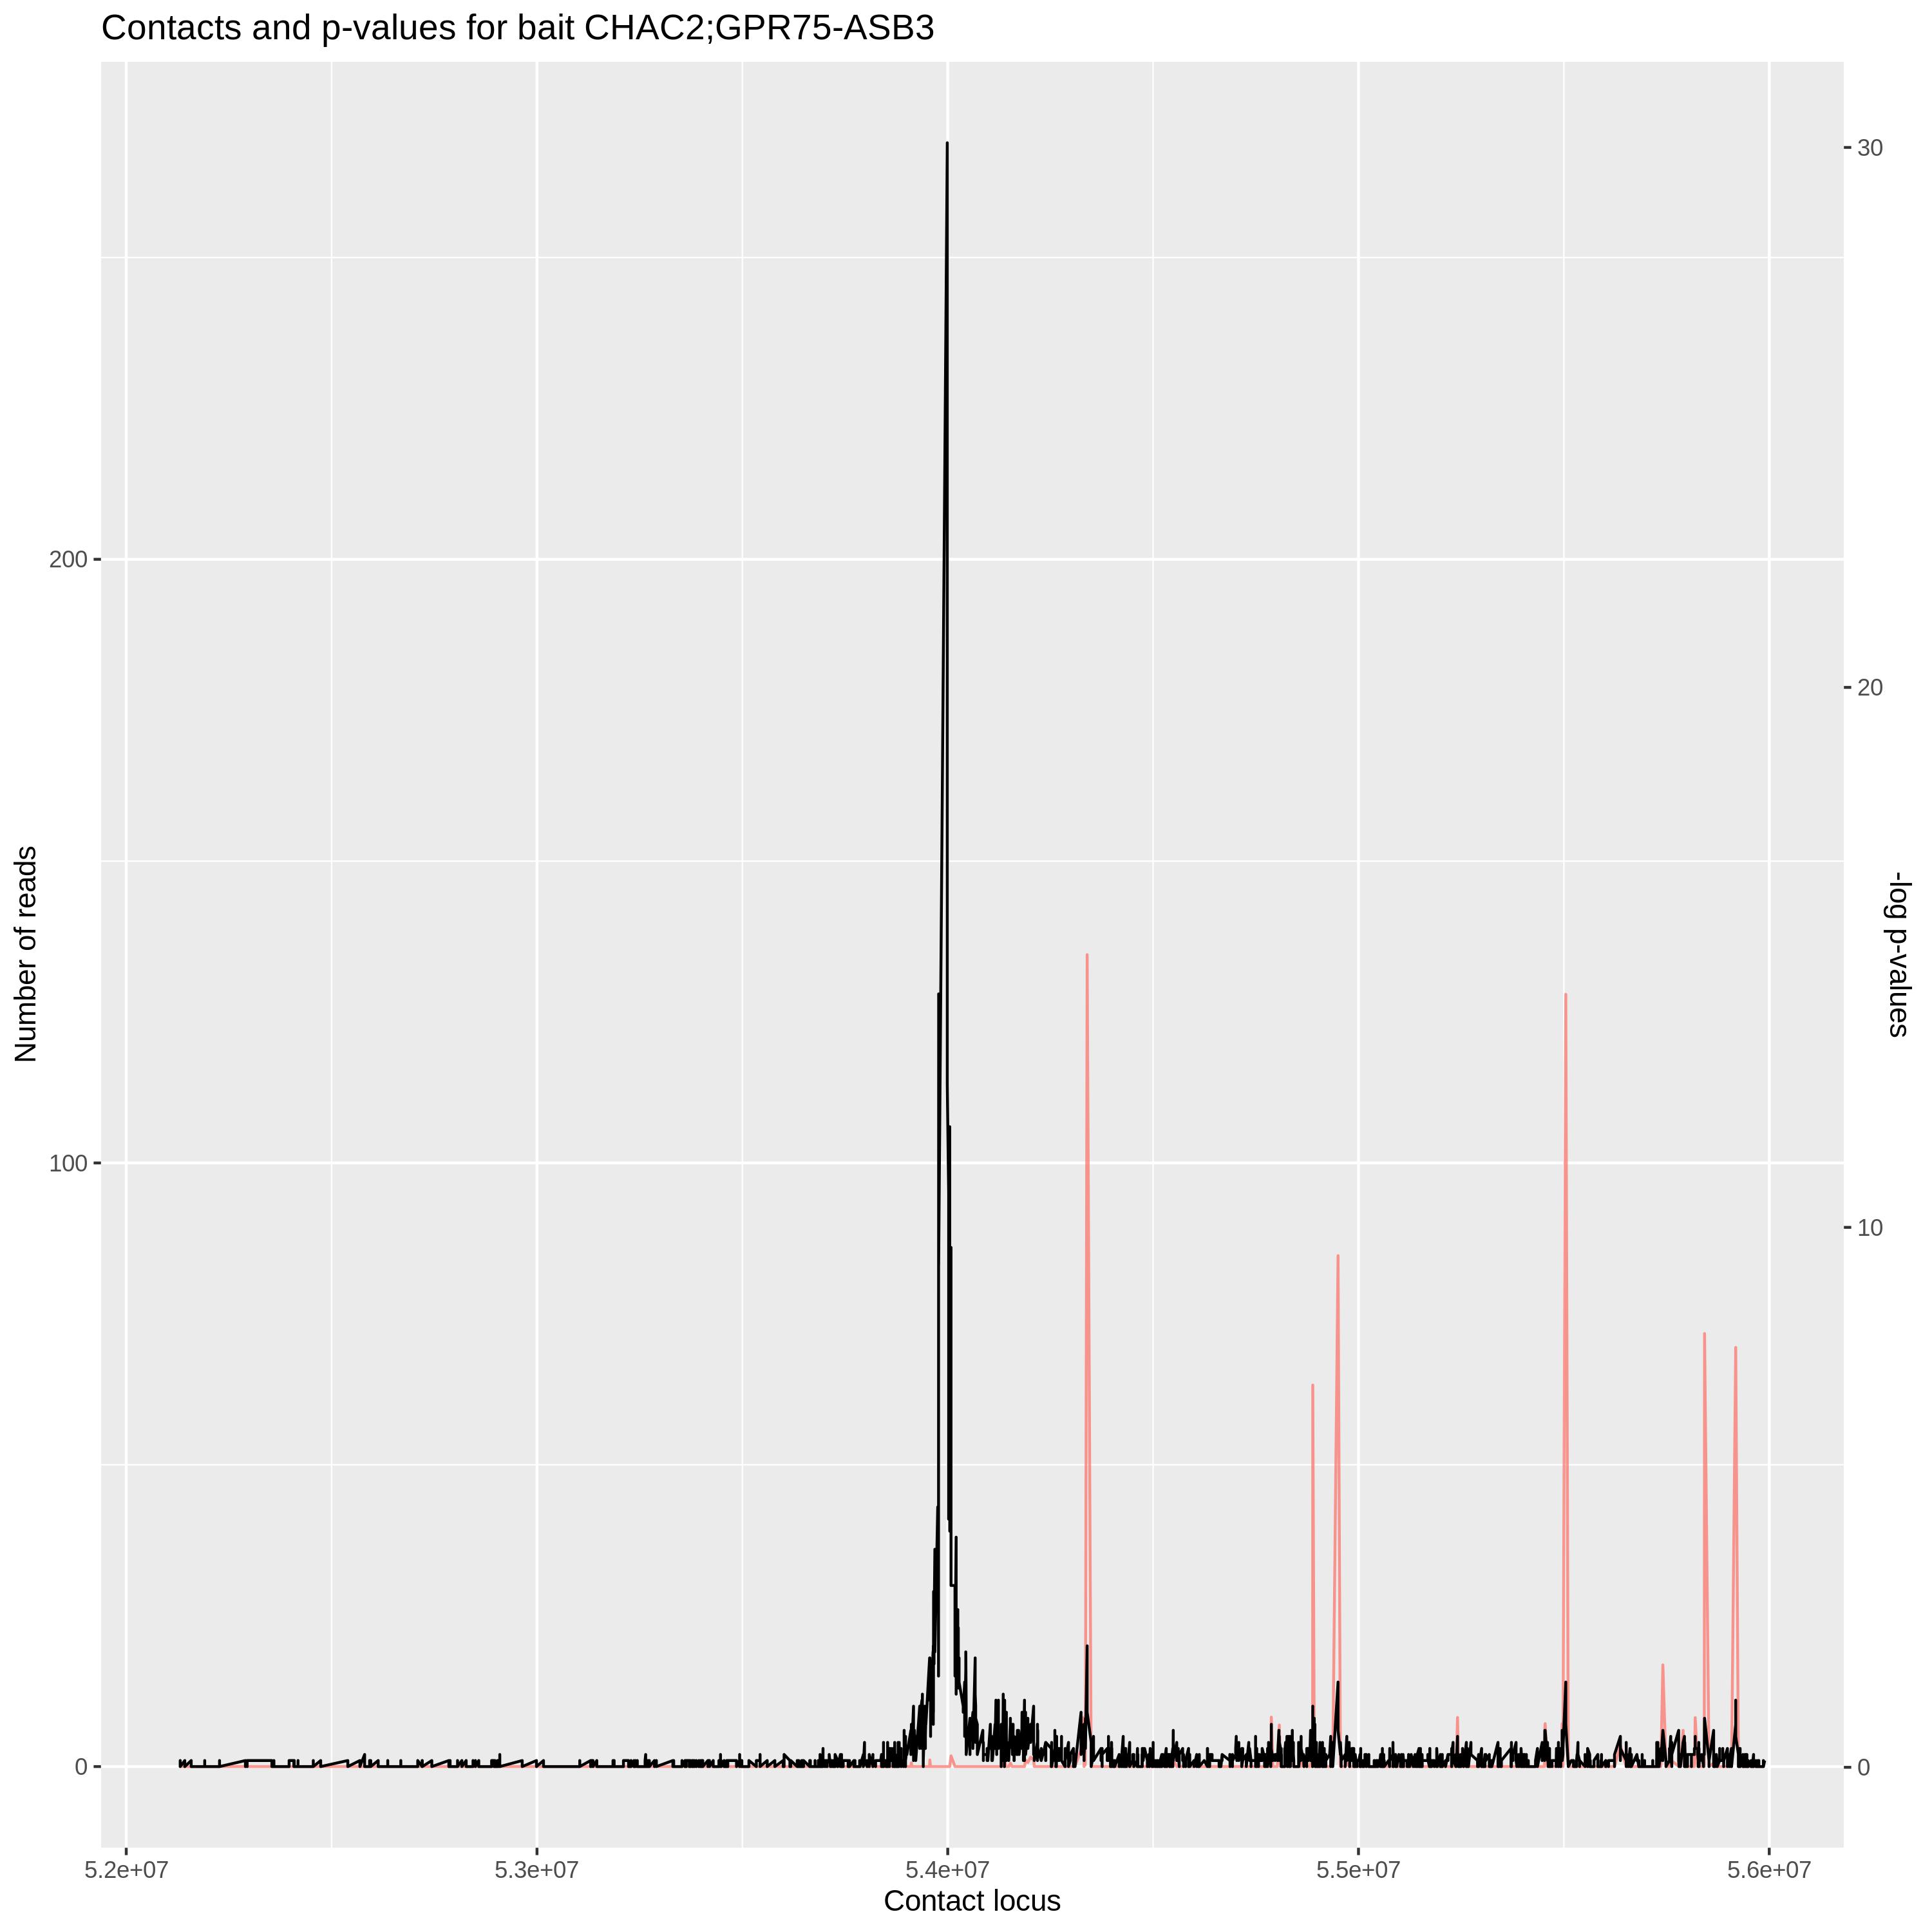 Contacts and p-values for bait CHAC2;GPR75-ASB3
30
200
20
Number of reads
-log p-values
100
10
0
0
5.2e+07
5.3e+07
5.4e+07
5.5e+07
5.6e+07
Contact locus